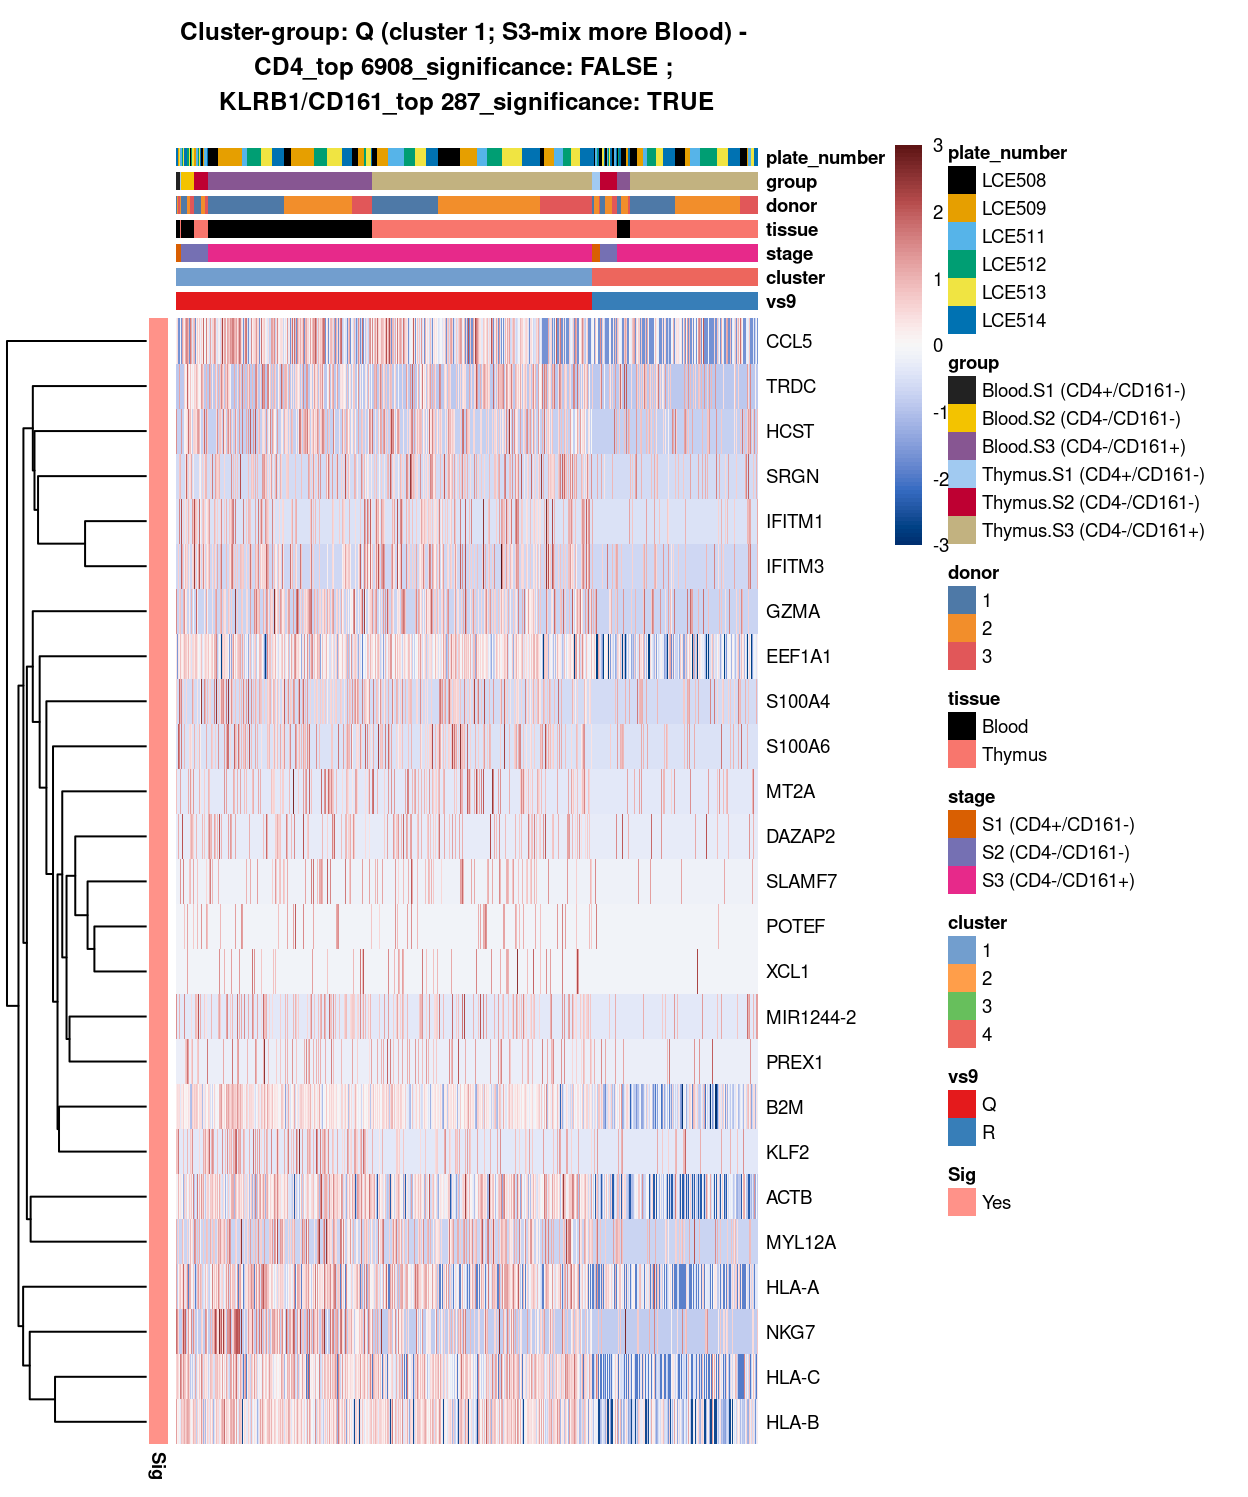 Cluster-group: Q (cluster 1; S3-mix more Blood) -
CD4_top 6908_significance: FALSE ;
KLRB1/CD161_top 287_significance: TRUE
plate_number
group
donor
tissue
stage
cluster
vs9
CCL5
TRDC
HCST
SRGN
IFITM1
IFITM3
GZMA
EEF1A1
S100A4
S100A6
MT2A
DAZAP2
SLAMF7
POTEF
XCL1
MIR1244-2
PREX1
B2M
KLF2
ACTB
MYL12A
HLA-A
NKG7
HLA-C
HLA-B
Sig
3
2
1
0
-1
-2
-3
plate_number
LCE508
LCE509
LCE511
LCE512
LCE513
LCE514
group
Blood.S1 (CD4+/CD161-)
Blood.S2 (CD4-/CD161-)
Blood.S3 (CD4-/CD161+)
Thymus.S1 (CD4+/CD161-)
Thymus.S2 (CD4-/CD161-)
Thymus.S3 (CD4-/CD161+)
donor
1
2
3
tissue
Blood
Thymus
stage
S1 (CD4+/CD161-)
S2 (CD4-/CD161-)
S3 (CD4-/CD161+)
cluster
1
2
3
4
vs9
Q
R
Sig
Yes